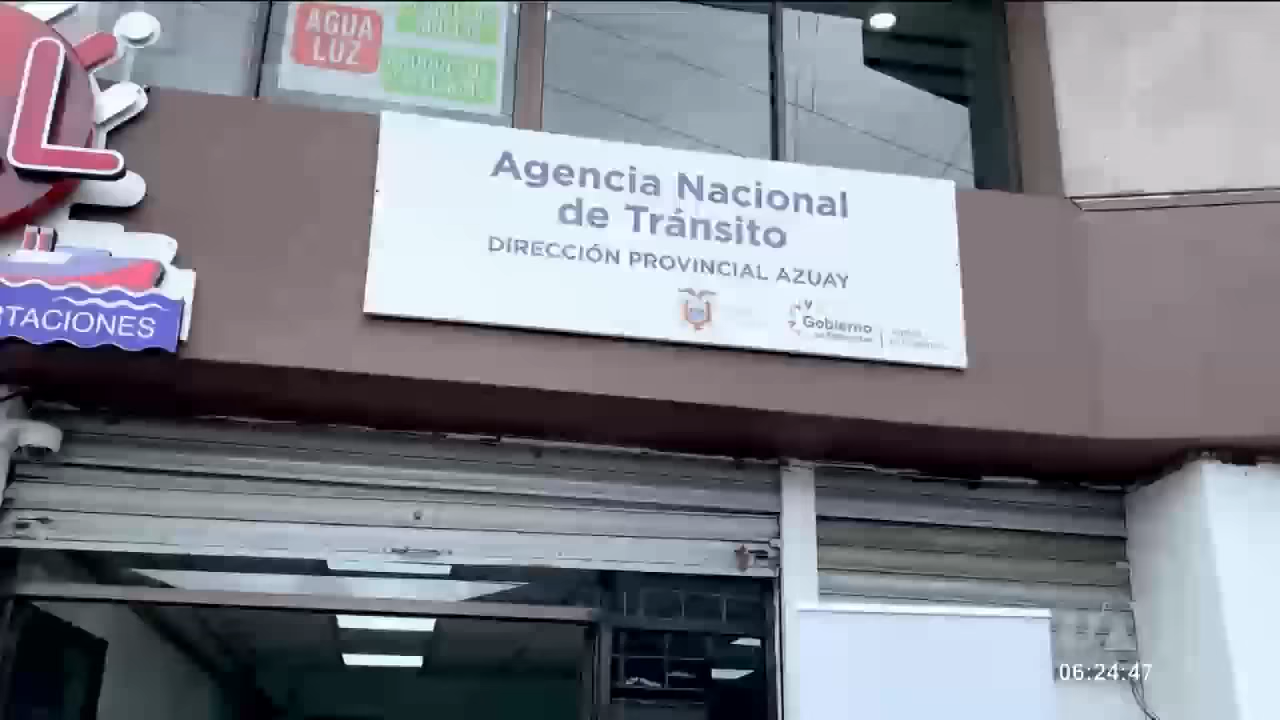 AGUA
LUZ
L
RTACIONES
Agencia Nacional
de Tránsito
DIRECCIÓN PROVINCIAL AZUAY
Gobierno
06:24:47